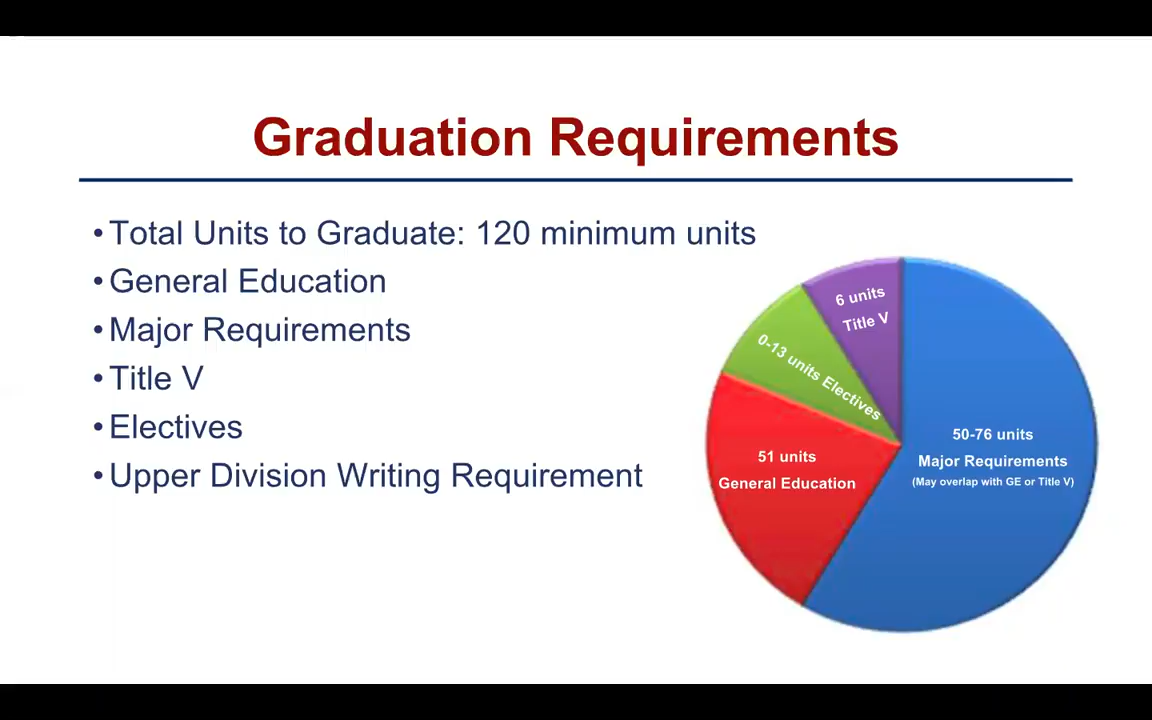 Graduation Requirements
•Total Units to Graduate: 120 minimum units
•General Education
•Major Requirements
•Title V
•Electives
•Upper Division Writing Requirement
6 units
Title V
0-13 units Electives
50-76 units
Major Requirements
(May overlap with GE or Title V)
51 units
General Education